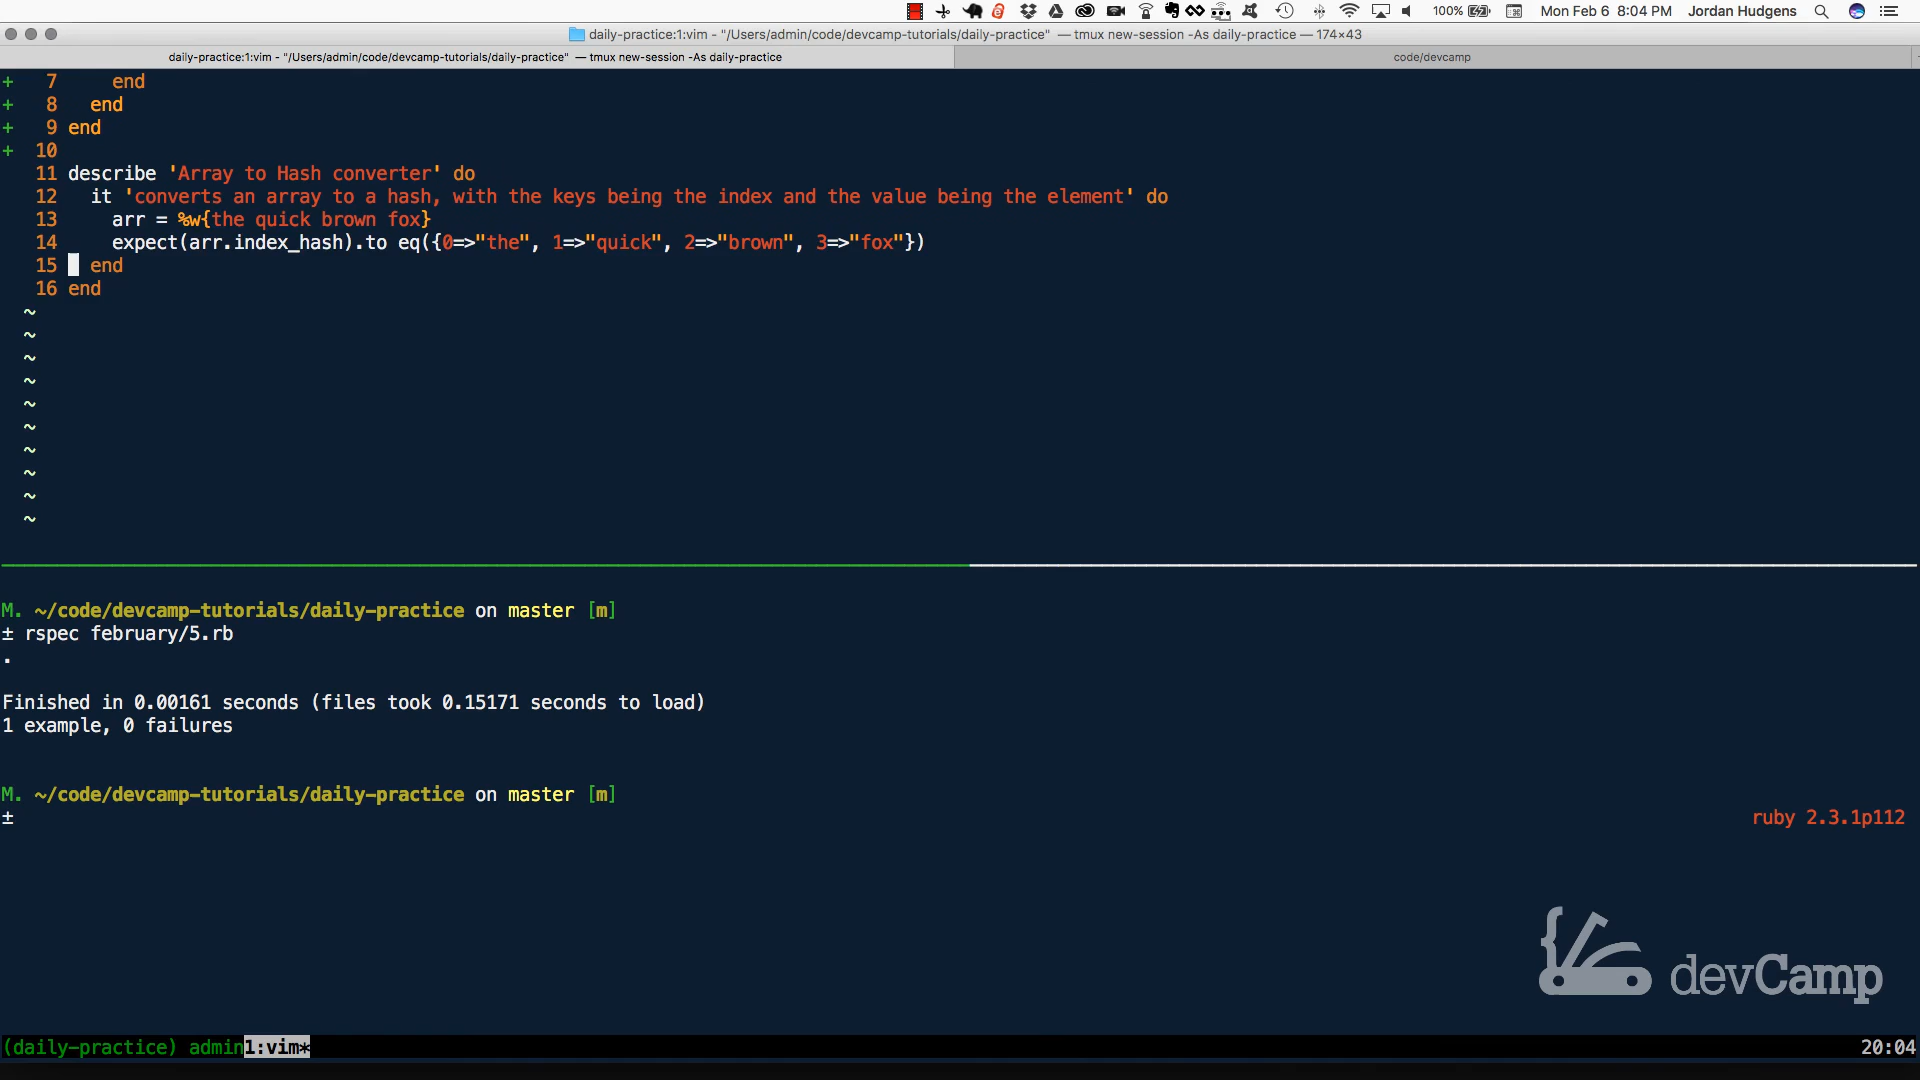 100% Mon Feb 6 8:04 PM Jordan Hudgens
daily-practice:1:vim - "/Users/admin/code/devcamp-tutorials/daily-practice" — tmux new-session -As daily-practice — 174×43
daily-practice:1:vim - "/Users/admin/code/devcamp-tutorials/daily-practice" — tmux new-session -As daily-practice code/devcamp
+ 7 end
+ 8 end
+ 9 end
+ 10
11 describe 'Array to Hash converter' do
12 it 'converts an array to a hash, with the keys being the index and the value being the element' do
13 arr = %w{the quick brown fox}
14 expect(arr.index_hash).to eq({0=>"the", 1=>"quick", 2=>"brown", 3=>"fox"})
15 end
16 end
~
~
~
~
~
~
~
~
~
~
M. ~/code/devcamp-tutorials/daily-practice on master [m]
± rspec february/5.rb
.
Finished in 0.00161 seconds (files took 0.15171 seconds to load)
1 example, 0 failures
M. ~/code/devcamp-tutorials/daily-practice on master [m]
± ruby 2.3.1p112
devCamp
(daily-practice) admin1:vim* 20:04